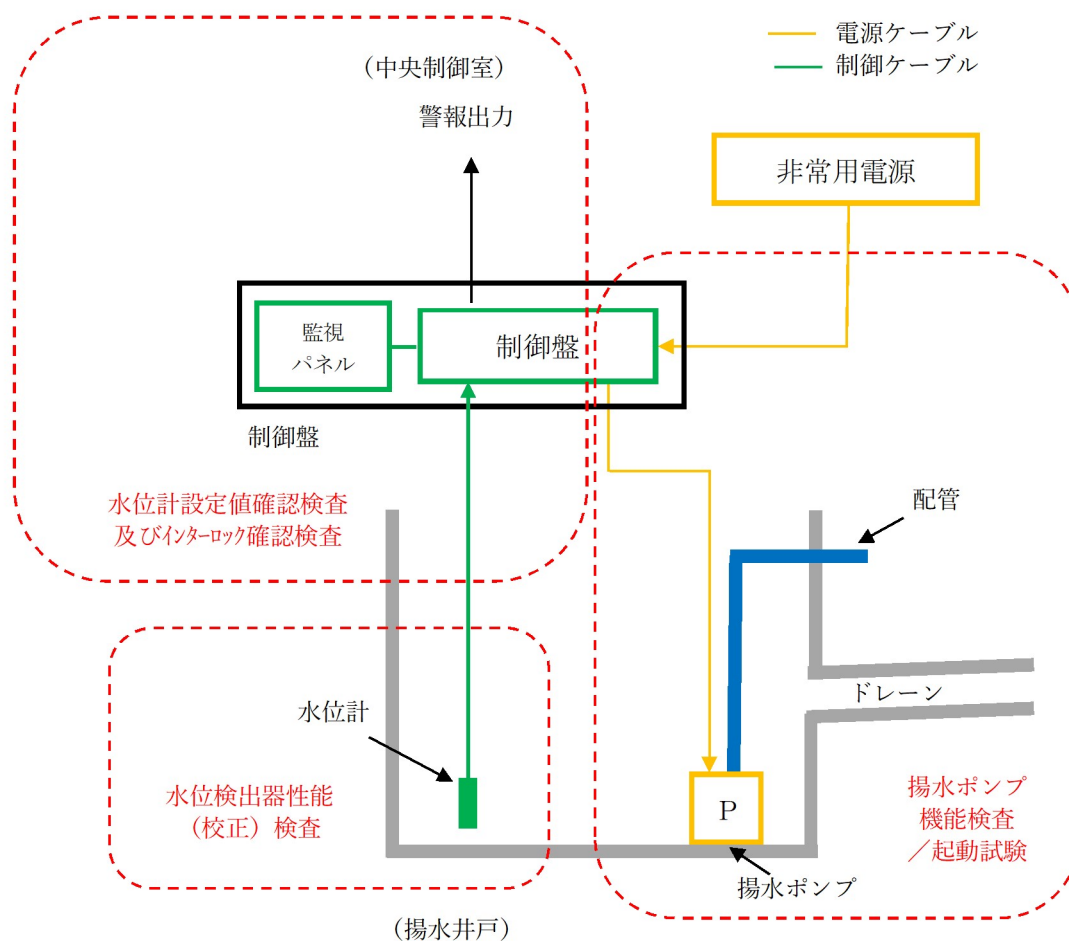 電源ケーブル
制御ケーブル
（中央制御室）
警報出力
非常用電源
監視
パネル
制御盤
制御盤
水位計設定値確認検査
及びｲﾝﾀｰﾛｯｸ確認検査
配管
ドレーン
水位計
水位検出器性能
（校正）検査
P
揚水ポンプ
機能検査
／起動試験
揚水ポンプ
（揚水井戸）